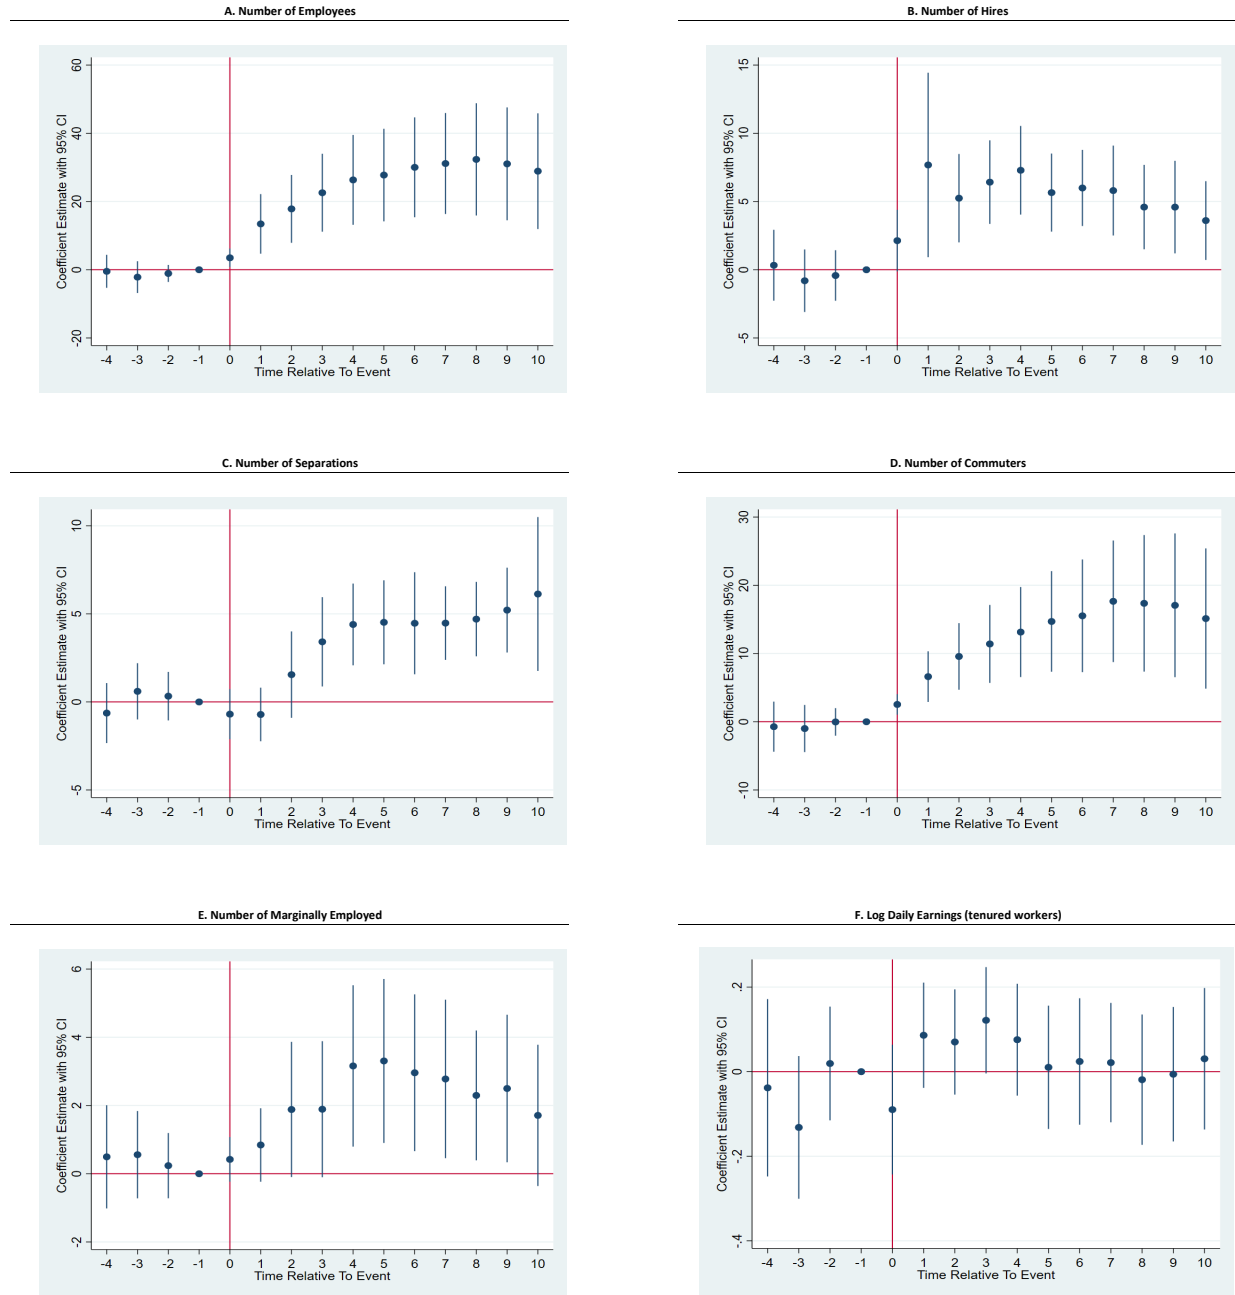 A. Number of Employees
Coefficient Estimate with 95% CI
60
40
20
0
-20
-4 -3 -2 -1 0 1 2 3 4 5 6 7 8 9 10
Time Relative To Event
B. Number of Hires
Coefficient Estimate with 95% CI
15
10
5
0
-5
-4 -3 -2 -1 0 1 2 3 4 5 6 7 8 9 10
Time Relative To Event
C. Number of Separations
Coefficient Estimate with 95% CI
10
5
0
-5
-4 -3 -2 -1 0 1 2 3 4 5 6 7 8 9 10
Time Relative To Event
D. Number of Commuters
Coefficient Estimate with 95% CI
30
20
10
0
-10
-4 -3 -2 -1 0 1 2 3 4 5 6 7 8 9 10
Time Relative To Event
E. Number of Marginally Employed
Coefficient Estimate with 95% CI
6
4
2
0
-2
-4 -3 -2 -1 0 1 2 3 4 5 6 7 8 9 10
Time Relative To Event
F. Log Daily Earnings (tenured workers)
Coefficient Estimate with 95% CI
.2
0
-.2
-.4
-4 -3 -2 -1 0 1 2 3 4 5 6 7 8 9 10
Time Relative To Event